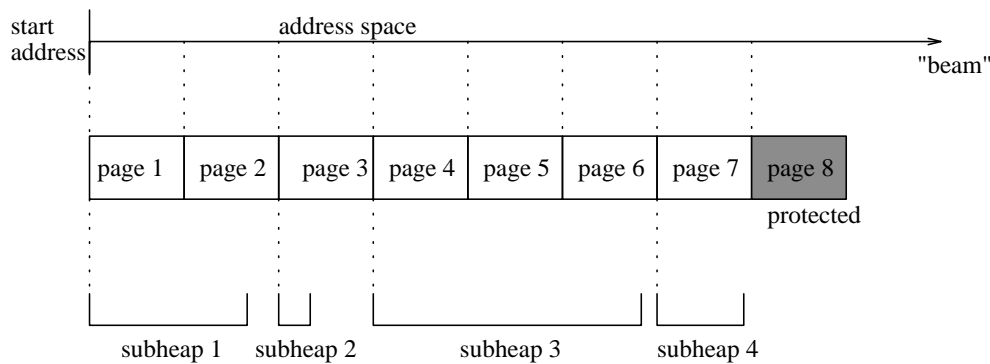 start
address
address space
"beam"
page 1
page 2
page 3
page 4
page 5
page 6
page 7
page 8
protected
subheap 1
subheap 2
subheap 3
subheap 4